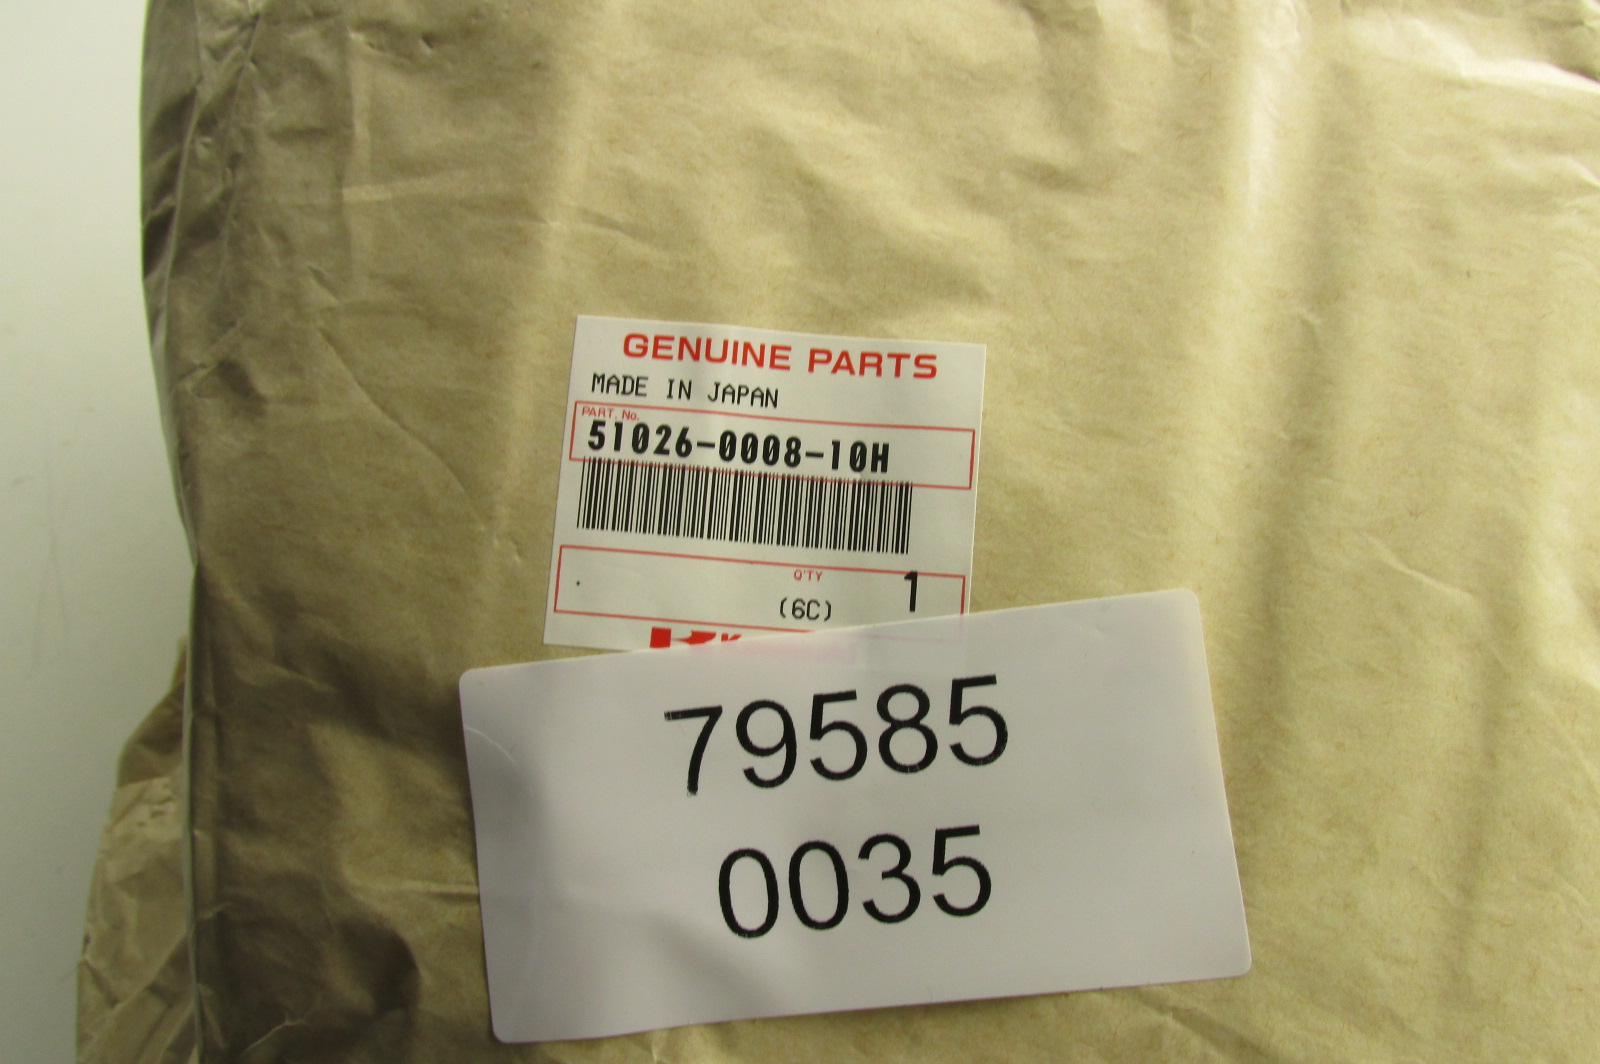 GENUINE PARTS
MADE IN JAPAN
PART. No.
51026-0008-10H
Q'TY
1
(6C)
79585
0035